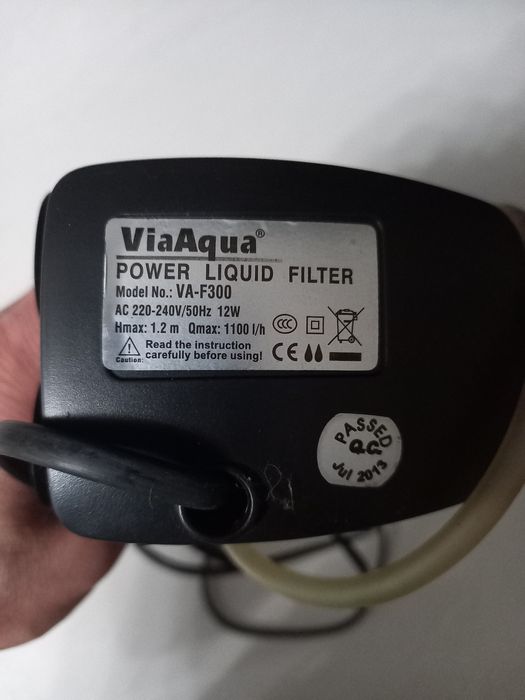 ViaAqua®
POWER LIQUID FILTER
Model No.: VA-F300
AC 220-240V/50Hz 12W
Hmax: 1.2 m Qmax: 1100 l/h
Read the instruction
carefully before using!
Caution:
CCC
CE
PASSED
Q.C
Jul 2013